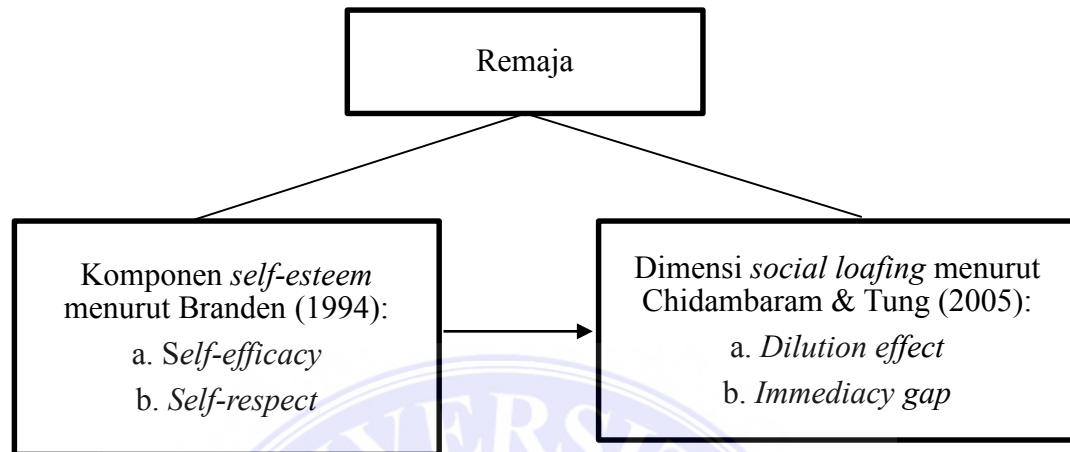 Remaja
Komponen self-esteem
menurut Branden (1994):
a. Self-efficacy
b. Self-respect
Dimensi social loafing menurut
Chidambaram & Tung (2005):
a. Dilution effect
b. Immediacy gap
IVERSI